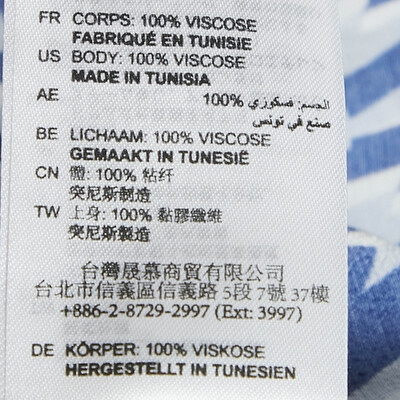 FR CORPS: 100% VISCOSE
FABRIQUÉ EN TUNISIE
US BODY: 100% VISCOSE
MADE IN TUNISIA
AE الجسم: فسكوزي 100%
صنع في تونس
BE LICHAAM: 100% VISCOSE
GEMAAKT IN TUNESIË
CN 體: 100% 粘纤
突尼斯制造
TW 上身: 100% 黏膠纖維
突尼斯製造
台灣晨慕商貿有限公司
台北市信義區信義路 5段 7號 37樓
+886-2-8729-2997 (Ext: 3997)
DE KÖRPER: 100% VISKOSE
HERGESTELLT IN TUNESIEN